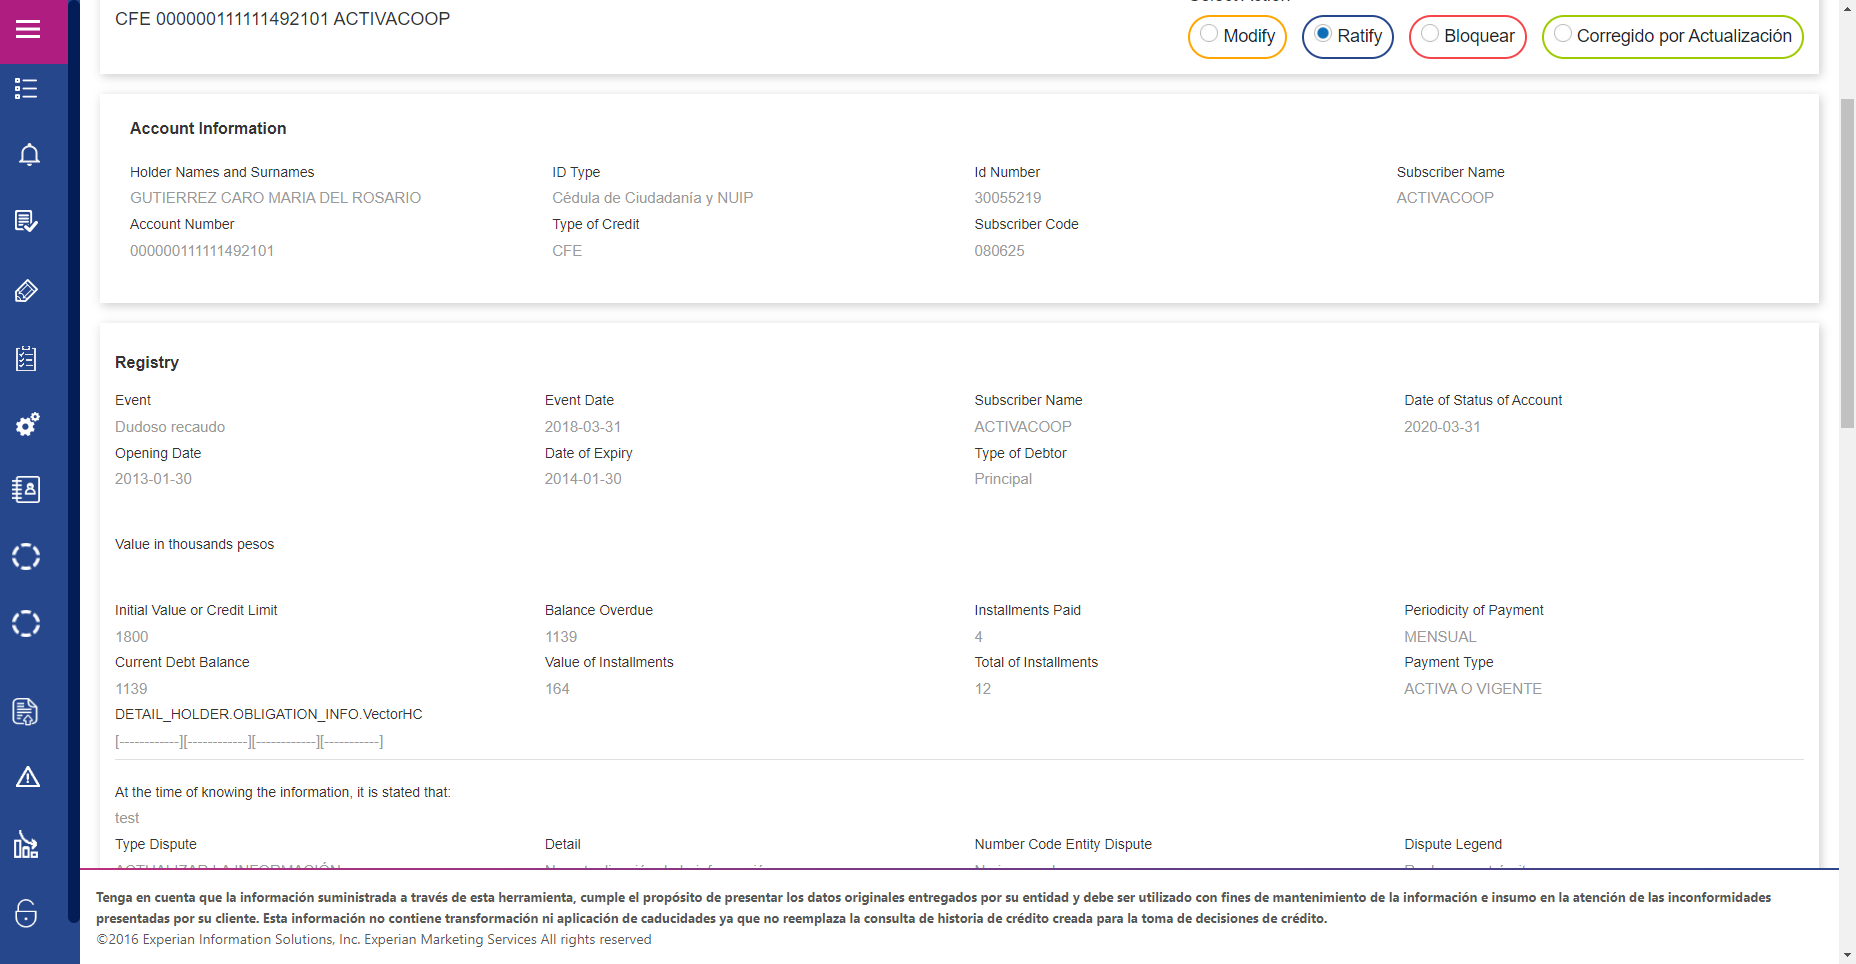 CFE 000000111111492101 ACTIVACOOP
Modify Ratify Bloquear Corregido por Actualización
Account Information
Holder Names and Surnames ID Type Id Number Subscriber Name
GUTIERREZ CARO MARIA DEL ROSARIO Cédula de Ciudadanía y NUIP 30055219 ACTIVACOOP
Account Number Type of Credit Subscriber Code
000000111111492101 CFE 080625
Registry
Event Event Date Subscriber Name Date of Status of Account
Dudoso recaudo 2018-03-31 ACTIVACOOP 2020-03-31
Opening Date Date of Expiry Type of Debtor
2013-01-30 2014-01-30 Principal
Value in thousands pesos
Initial Value or Credit Limit Balance Overdue Installments Paid Periodicity of Payment
1800 1139 4 MENSUAL
Current Debt Balance Value of Installments Total of Installments Payment Type
1139 164 12 ACTIVA O VIGENTE
DETAIL_HOLDER.OBLIGATION_INFO.VectorHC
[------------][------------][------------][-----------]
At the time of knowing the information, it is stated that:
test
Type Dispute Detail Number Code Entity Dispute Dispute Legend
ACTUALIZAR LA INFORMACIÓN
Tenga en cuenta que la información suministrada a través de esta herramienta, cumple el propósito de presentar los datos originales entregados por su entidad y debe ser utilizado con fines de mantenimiento de la información e insumo en la atención de las inconformidades
presentadas por su cliente. Esta información no contiene transformación ni aplicación de caducidades ya que no reemplaza la consulta de historia de crédito creada para la toma de decisiones de crédito.
©2016 Experian Information Solutions, Inc. Experian Marketing Services All rights reserved